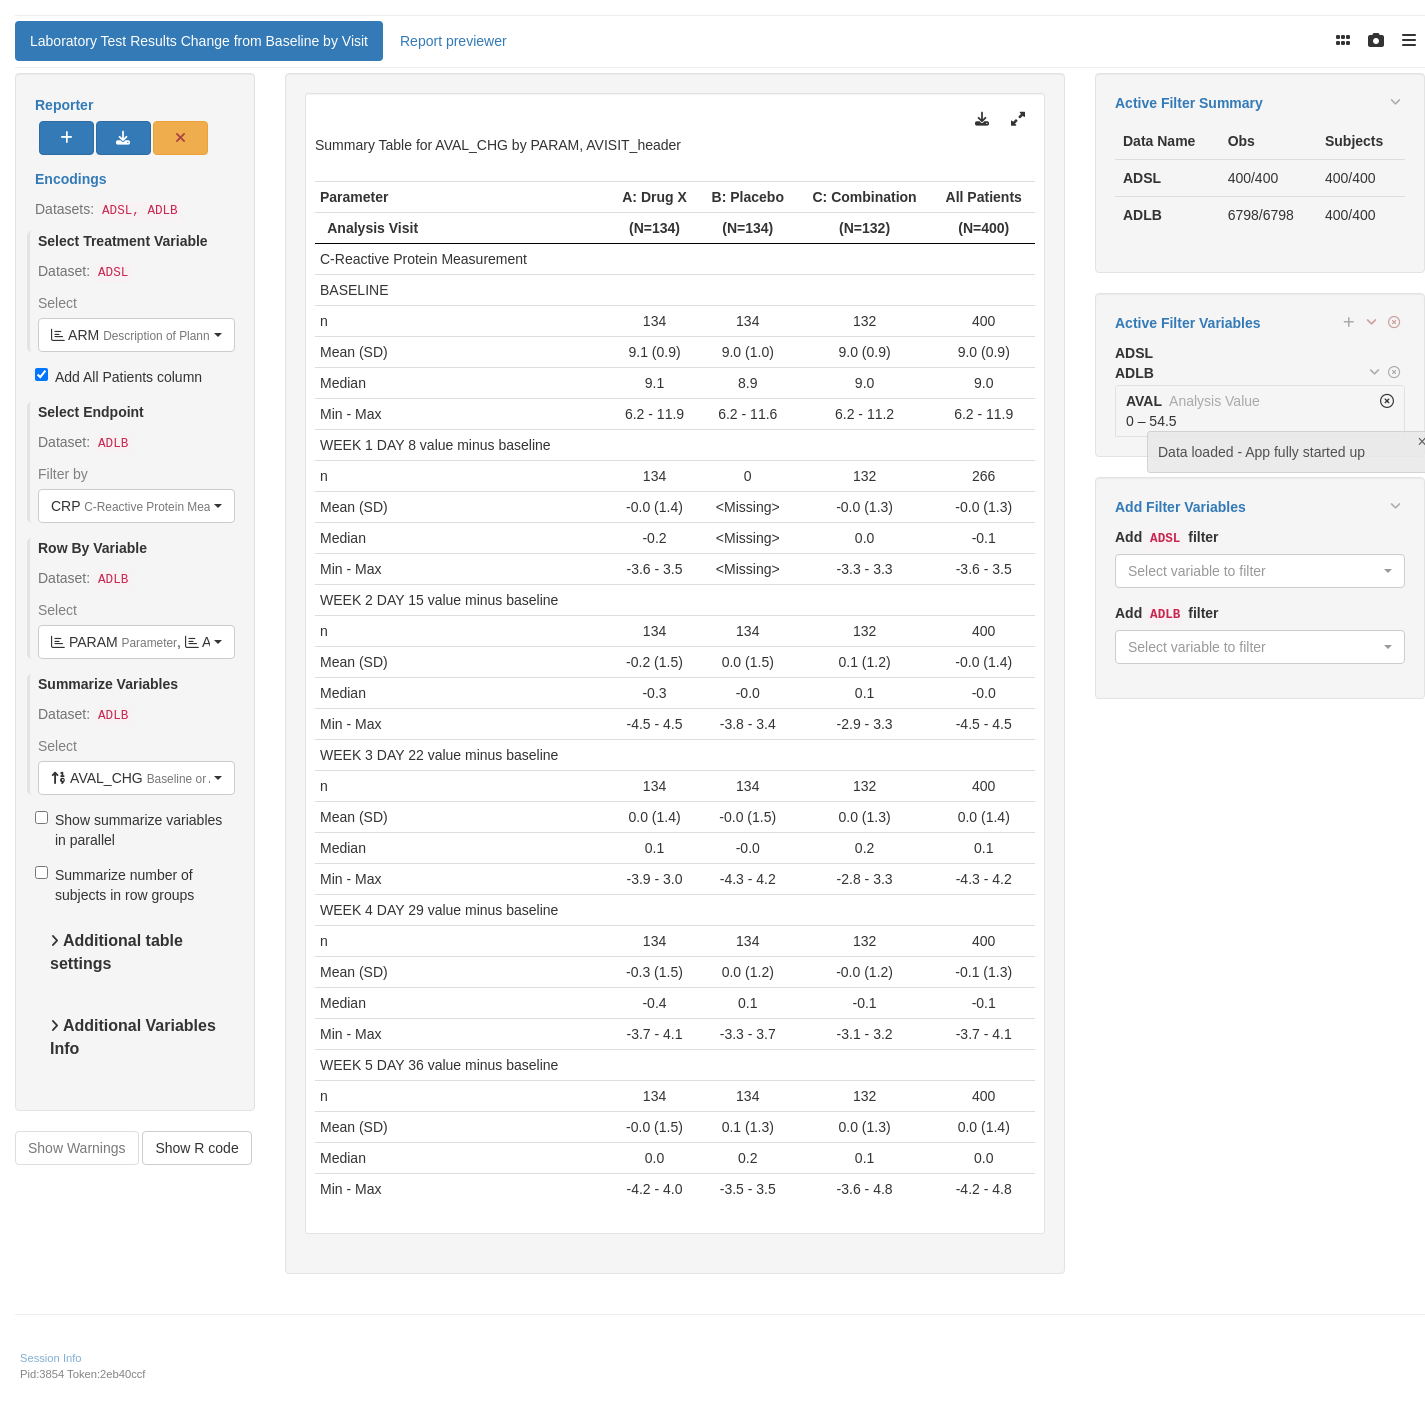 Laboratory Test Results Change from Baseline by Visit Report previewer
Reporter
Encodings
Datasets: ADSL, ADLB
Select Treatment Variable
Dataset: ADSL
Select
ARM Description of Plann
Add All Patients column
Select Endpoint
Dataset: ADLB
Filter by
CRP C-Reactive Protein Mea
Row By Variable
Dataset: ADLB
Select
PARAM Parameter, A
Summarize Variables
Dataset: ADLB
Select
AVAL_CHG Baseline or .
Show summarize variables
in parallel
Summarize number of
subjects in row groups
Additional table
settings
Additional Variables
Info
Show Warnings Show R code
Summary Table for AVAL_CHG by PARAM, AVISIT_header
Parameter A: Drug X B: Placebo C: Combination All Patients
Analysis Visit (N=134) (N=134) (N=132) (N=400)
C-Reactive Protein Measurement
BASELINE
n 134 134 132 400
Mean (SD) 9.1 (0.9) 9.0 (1.0) 9.0 (0.9) 9.0 (0.9)
Median 9.1 8.9 9.0 9.0
Min - Max 6.2 - 11.9 6.2 - 11.6 6.2 - 11.2 6.2 - 11.9
WEEK 1 DAY 8 value minus baseline
n 134 0 132 266
Mean (SD) -0.0 (1.4) <Missing> -0.0 (1.3) -0.0 (1.3)
Median -0.2 <Missing> 0.0 -0.1
Min - Max -3.6 - 3.5 <Missing> -3.3 - 3.3 -3.6 - 3.5
WEEK 2 DAY 15 value minus baseline
n 134 134 132 400
Mean (SD) -0.2 (1.5) 0.0 (1.5) 0.1 (1.2) -0.0 (1.4)
Median -0.3 -0.0 0.1 -0.0
Min - Max -4.5 - 4.5 -3.8 - 3.4 -2.9 - 3.3 -4.5 - 4.5
WEEK 3 DAY 22 value minus baseline
n 134 134 132 400
Mean (SD) 0.0 (1.4) -0.0 (1.5) 0.0 (1.3) 0.0 (1.4)
Median 0.1 -0.0 0.2 0.1
Min - Max -3.9 - 3.0 -4.3 - 4.2 -2.8 - 3.3 -4.3 - 4.2
WEEK 4 DAY 29 value minus baseline
n 134 134 132 400
Mean (SD) -0.3 (1.5) 0.0 (1.2) -0.0 (1.2) -0.1 (1.3)
Median -0.4 0.1 -0.1 -0.1
Min - Max -3.7 - 4.1 -3.3 - 3.7 -3.1 - 3.2 -3.7 - 4.1
WEEK 5 DAY 36 value minus baseline
n 134 134 132 400
Mean (SD) -0.0 (1.5) 0.1 (1.3) 0.0 (1.3) 0.0 (1.4)
Median 0.0 0.2 0.1 0.0
Min - Max -4.2 - 4.0 -3.5 - 3.5 -3.6 - 4.8 -4.2 - 4.8
Active Filter Summary
Data Name Obs Subjects
ADSL 400/400 400/400
ADLB 6798/6798 400/400
Active Filter Variables
ADSL
ADLB
AVAL Analysis Value
0 – 54.5
Data loaded - App fully started up
Add Filter Variables
Add ADSL filter
Select variable to filter
Add ADLB filter
Select variable to filter
Session Info
Pid:3854 Token:2eb40ccf